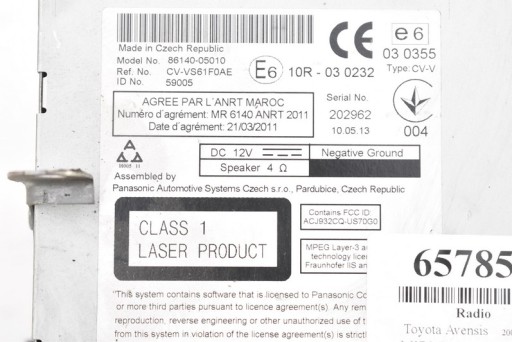 Made in Czech Republic
Model No. 86140-05010
Ref. No. CV-VS61F0AE
ID No. 59005
E6 10R - 03 0232
CE
e6
03 0355
Type: CV-V
AGREE PAR L'ANRT MAROC
Numéro d'agrément: MR 6140 ANRT 2011
Date d'agrément: 21/03/2011
Serial No.
202962
10.05.13
004
DC 12V
Negative Ground
Speaker 4 Ω
Assembled by
Panasonic Automotive Systems Czech s.r.o., Pardubice, Czech Republic
CLASS 1
LASER PRODUCT
Contains FCC ID:
ACJ932CQ-US70G0
MPEG Layer-3 a
technology lice
Fraunhofer IIS an
"This system contains software that is licensed to Panasonic Co
or more third parties pursuant to licence agreement(s). Any rem
reproduction, reverse engineering or other unauthorized use of t
from this system in violation of the license agreement(s) is strictl
65785
Radio
Toyota Avensis 200